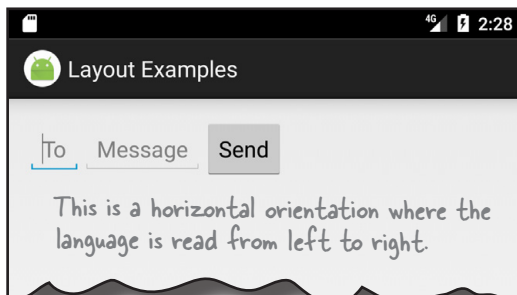 4G 2:28
Layout Examples
To Message Send
This is a horizontal orientation where the
language is read from left to right.